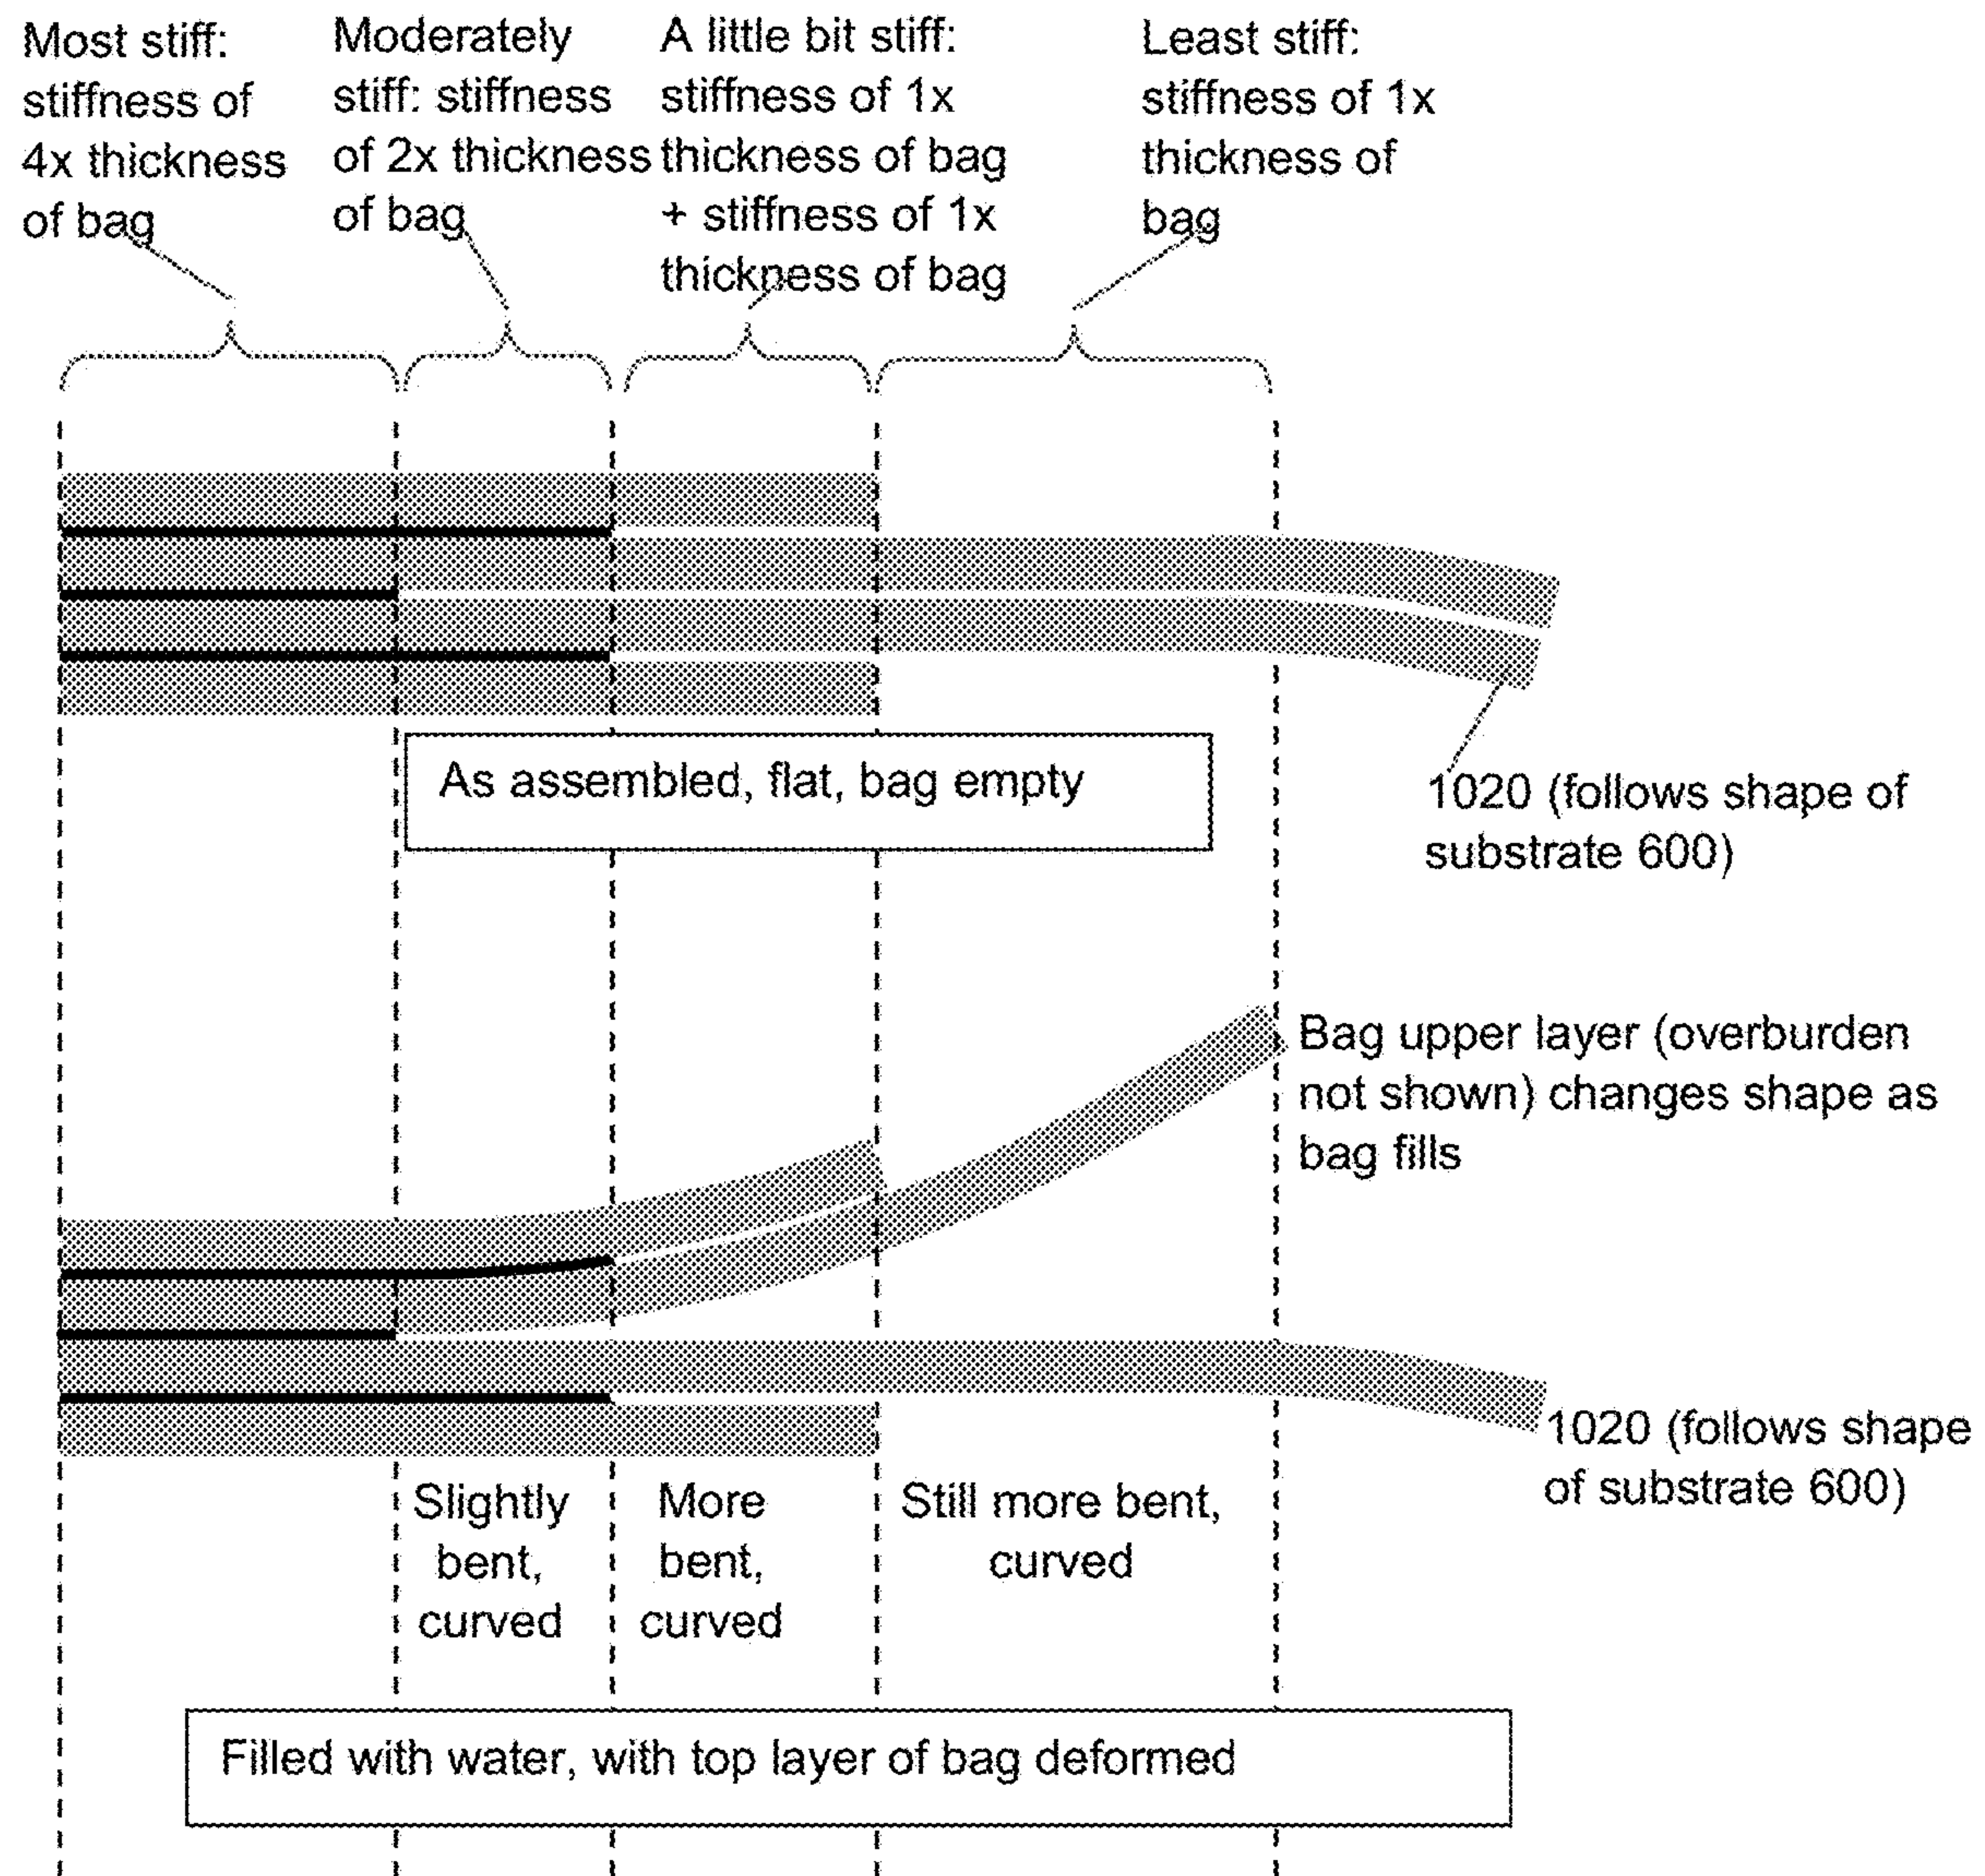 Most stiff:
stiffness of
4x thickness
of bag
Moderately
stiff: stiffness
of 2x thickness
of bag
A little bit stiff:
stiffness of 1x
thickness of bag
+ stiffness of 1x
thickness of bag
Least stiff:
stiffness of 1x
thickness of
bag
As assembled, flat, bag empty
1020 (follows shape of
substrate 600)
Bag upper layer (overburden
not shown) changes shape as
bag fills
1020 (follows shape
of substrate 600)
Slightly
bent,
curved
More
bent,
curved
Still more bent,
curved
Filled with water, with top layer of bag deformed